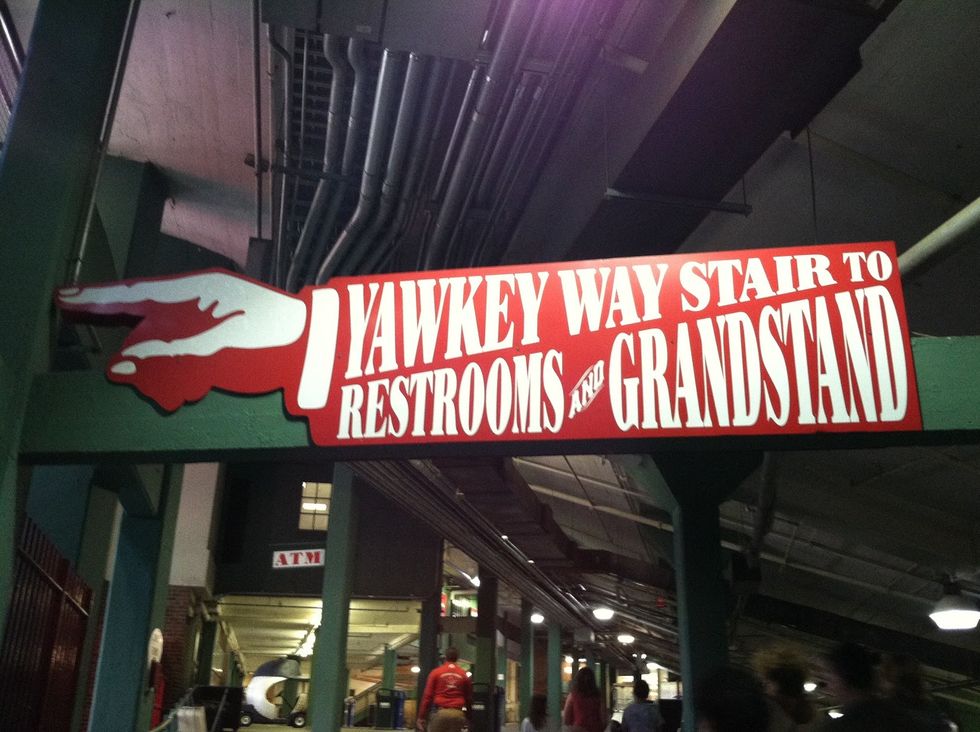 YAWKEY WAY STAIR TO
RESTROOMS AND GRANDSTAND
ATM